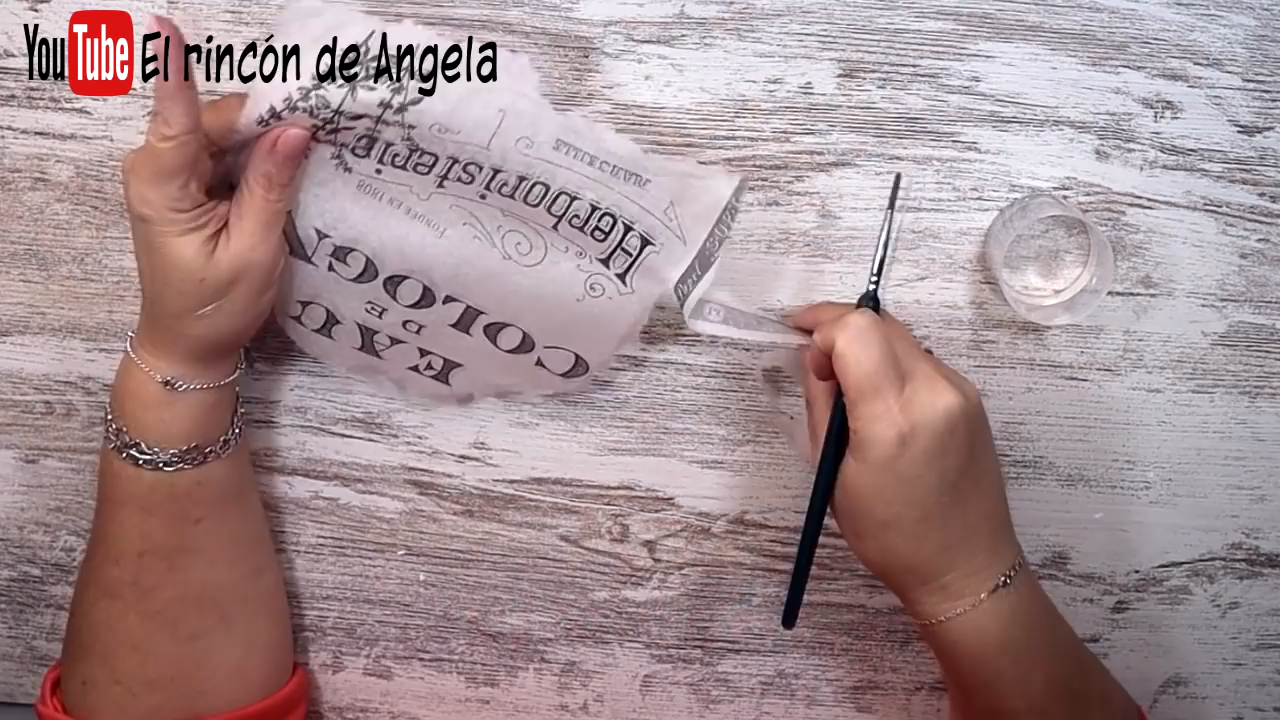 YouTube El rincón de Angela
MARSEILLE
Herboristerie
FONDÉE EN 1808
COLOGN
DE
EAU